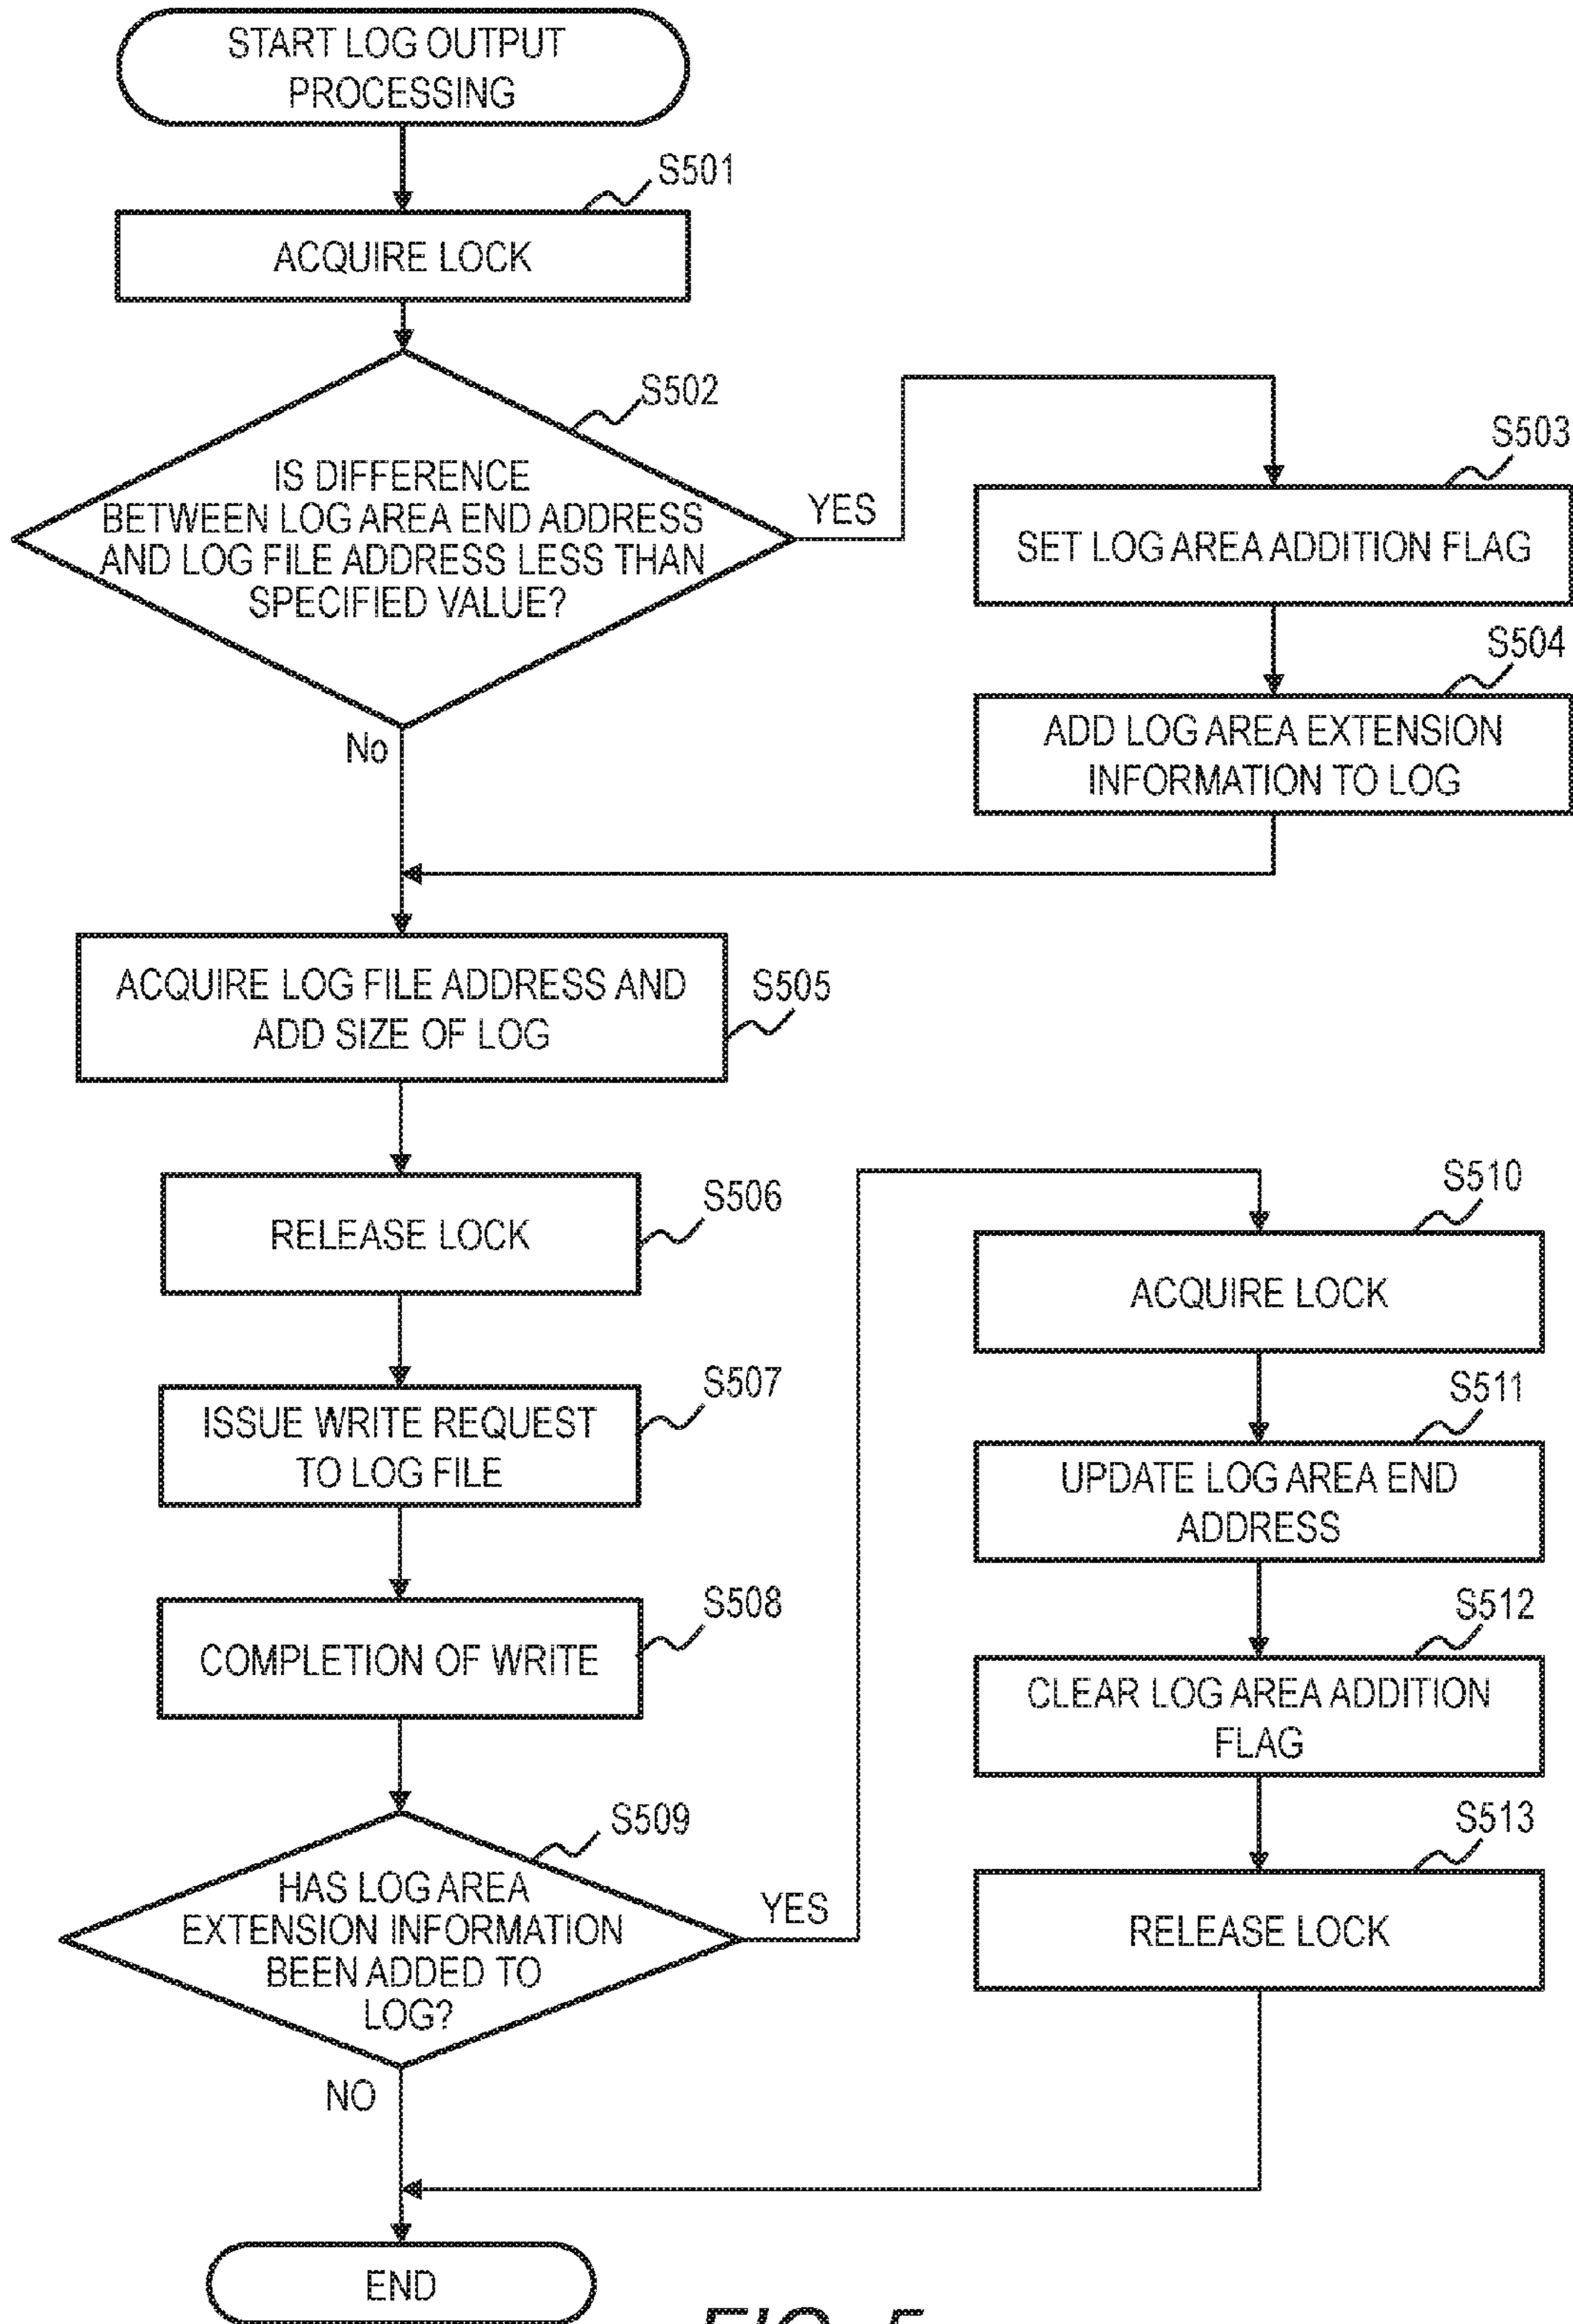 START LOG OUTPUT
PROCESSING
S501
ACQUIRE LOCK
S502
IS DIFFERENCE
BETWEEN LOG AREA END ADDRESS
AND LOG FILE ADDRESS LESS THAN
SPECIFIED VALUE?
YES
No
S503
SET LOG AREA ADDITION FLAG
S504
ADD LOG AREA EXTENSION
INFORMATION TO LOG
ACQUIRE LOG FILE ADDRESS AND
ADD SIZE OF LOG
S505
RELEASE LOCK
S506
ISSUE WRITE REQUEST
TO LOG FILE
S507
COMPLETION OF WRITE
S508
S509
HAS LOG AREA
EXTENSION INFORMATION
BEEN ADDED TO
LOG?
YES
NO
S510
ACQUIRE LOCK
S511
UPDATE LOG AREA END
ADDRESS
S512
CLEAR LOG AREA ADDITION
FLAG
S513
RELEASE LOCK
END
FIG. 5